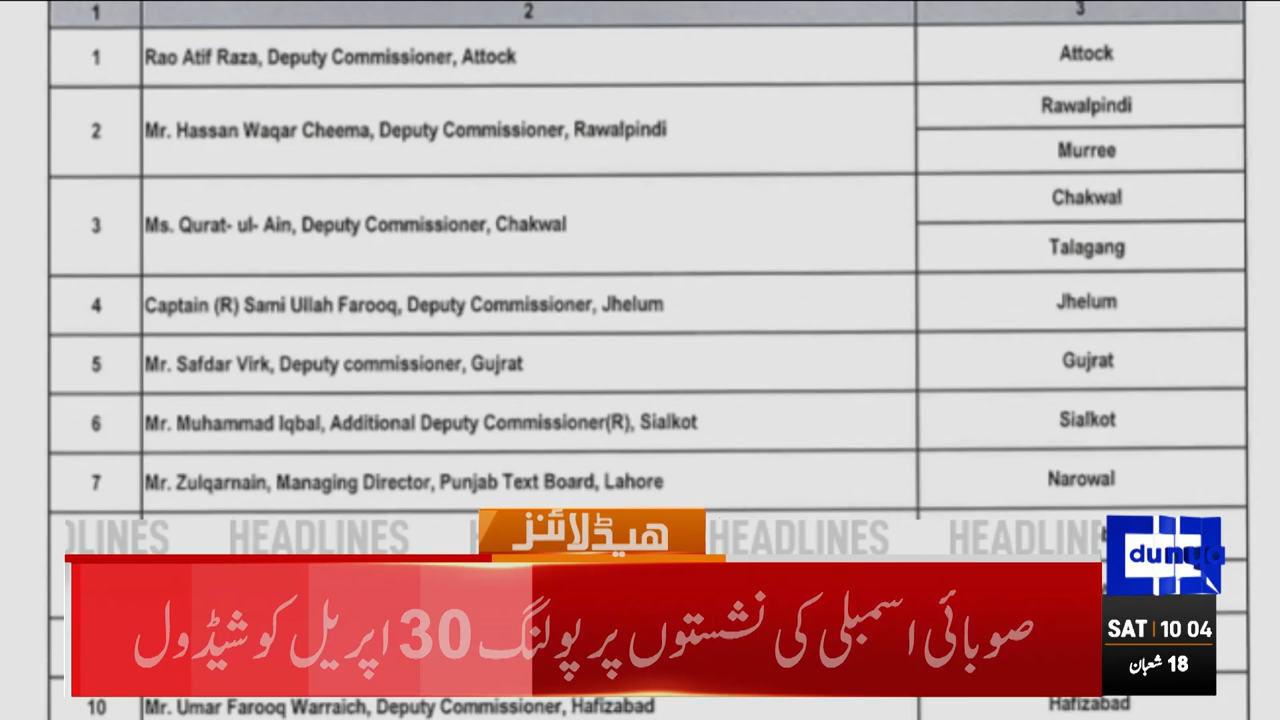 1 2 3
1 Rao Atif Raza, Deputy Commissioner, Attock Attock
2 Mr. Hassan Waqar Cheema, Deputy Commissioner, Rawalpindi Rawalpindi
Murree
3 Ms. Qurat- ul- Ain, Deputy Commissioner, Chakwal Chakwal
Talagang
4 Captain (R) Sami Ullah Farooq, Deputy Commissioner, Jhelum Jhelum
5 Mr. Safdar Virk, Deputy commissioner, Gujrat Gujrat
6 Mr. Muhammad Iqbal, Additional Deputy Commissioner(R), Sialkot Sialkot
7 Mr. Zulqarnain, Managing Director, Punjab Text Board, Lahore Narowal
HEADLINES HEADLINES
ھیڈلائنز
dunya
صوبائی اسمبلی کی نشستوں پر پولنگ 30 اپریل کو شیڈول
SAT 10 04
18 شعبان
10 Mr. Umar Farooq Warraich, Deputy Commissioner, Hafizabad Hafizabad